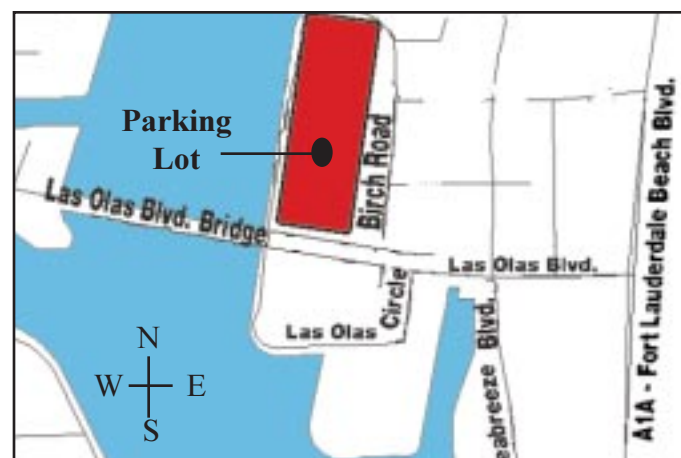 Parking
Lot
Las Olas Blvd. Bridge
Birch Road
Las Olas Blvd.
Las Olas Circle
eabreeze Blvd.
A1A - Fort Lauderdale Beach Blvd.
N
W E
S